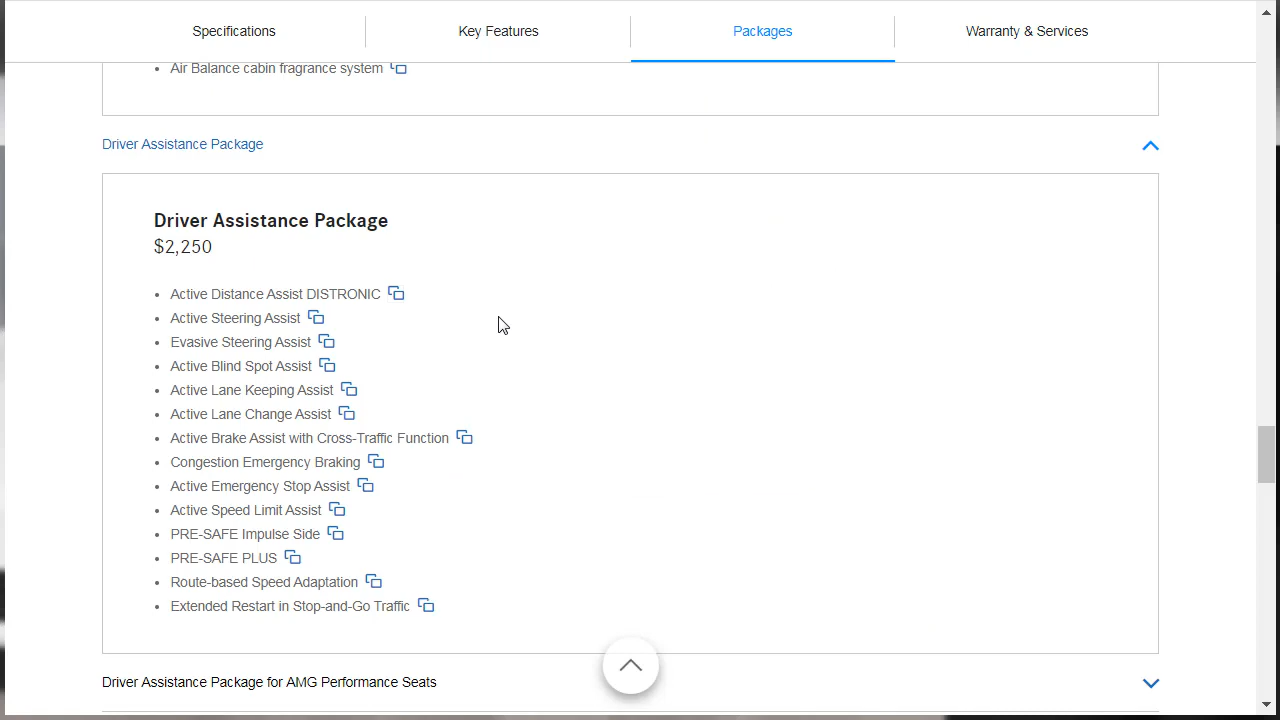 Specifications
Key Features
Packages
Warranty & Services
Air Balance cabin fragrance system
Driver Assistance Package
Driver Assistance Package
$2,250
Active Distance Assist DISTRONIC
Active Steering Assist
Evasive Steering Assist
Active Blind Spot Assist
Active Lane Keeping Assist
Active Lane Change Assist
Active Brake Assist with Cross-Traffic Function
Congestion Emergency Braking
Active Emergency Stop Assist
Active Speed Limit Assist
PRE-SAFE Impulse Side
PRE-SAFE PLUS
Route-based Speed Adaptation
Extended Restart in Stop-and-Go Traffic
Driver Assistance Package for AMG Performance Seats